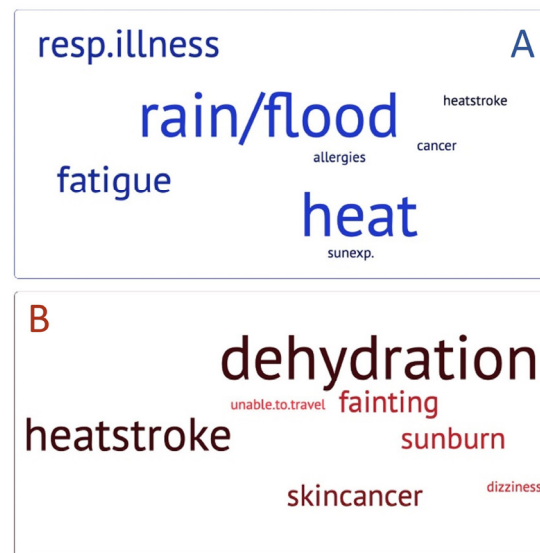 resp.illness
A
rain/flood
heatstroke
cancer
allergies
fatigue
heat
sunexp.
B
dehydration
unable.to.travel
fainting
heatstroke
sunburn
skincancer
dizziness